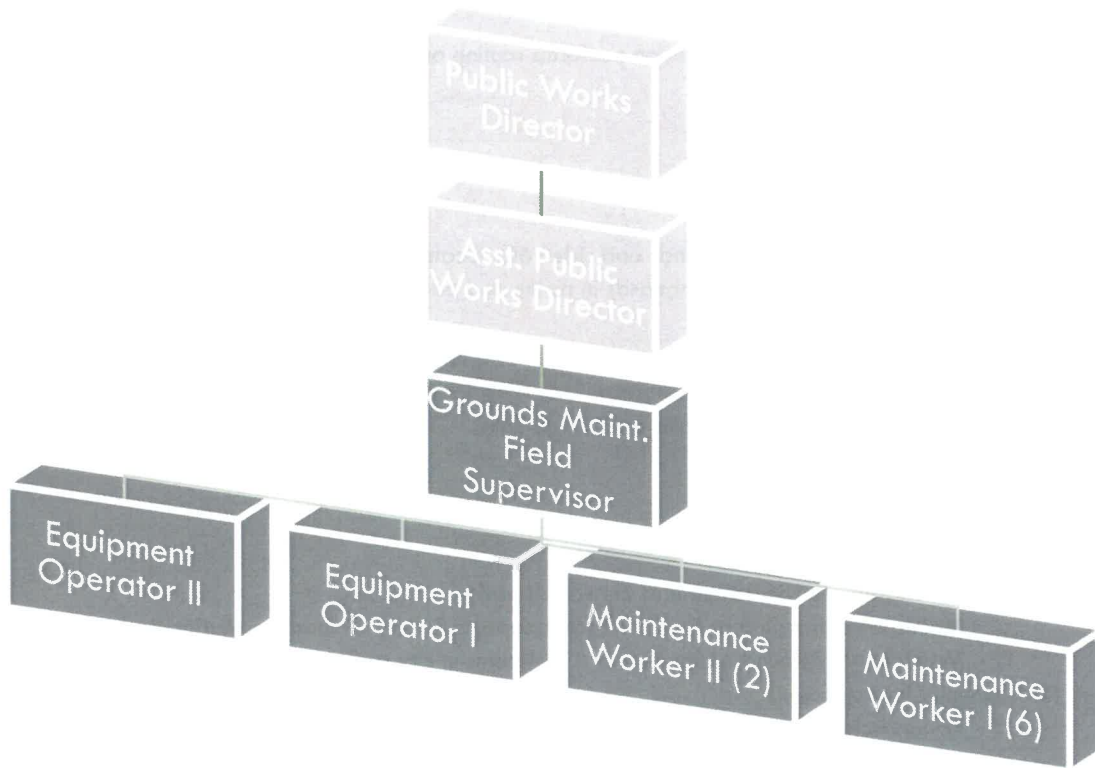 Public Works
Director
Asst. Public
Works Director
Grounds Maint.
Field
Supervisor
Equipment
Operator II
Equipment
Operator I
Maintenance
Worker II (2)
Maintenance
Worker I (6)